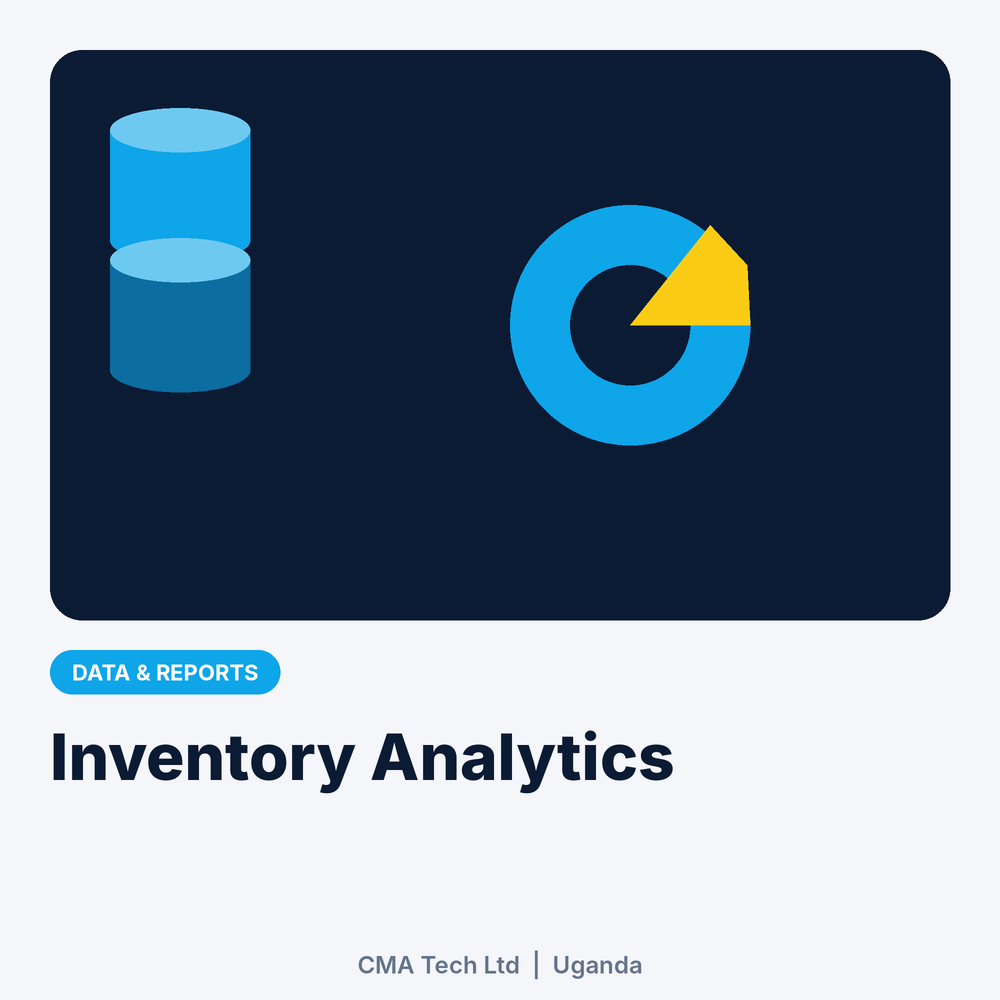 DATA & REPORTS
Inventory Analytics
CMA Tech Ltd | Uganda